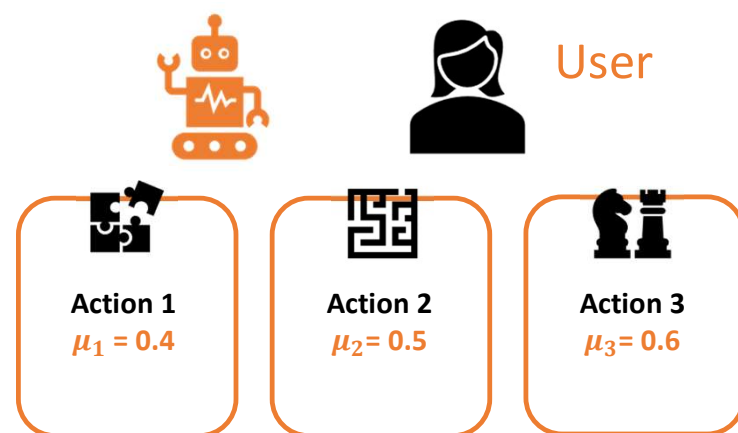 User
Action 1
μ₁ = 0.4
Action 2
μ₂= 0.5
Action 3
μ₃= 0.6